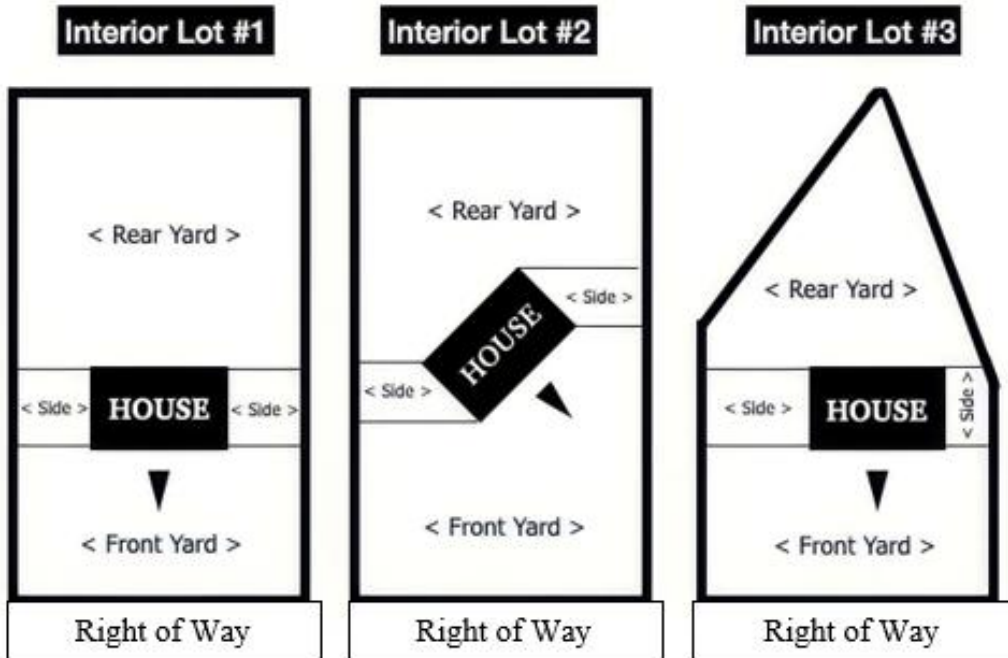 Interior Lot #1
< Rear Yard >
< Side >
HOUSE
< Side >
< Front Yard >
Right of Way
Interior Lot #2
< Rear Yard >
< Side >
HOUSE
< Side >
< Front Yard >
Right of Way
Interior Lot #3
< Rear Yard >
< Side >
HOUSE
< Side >
< Front Yard >
Right of Way